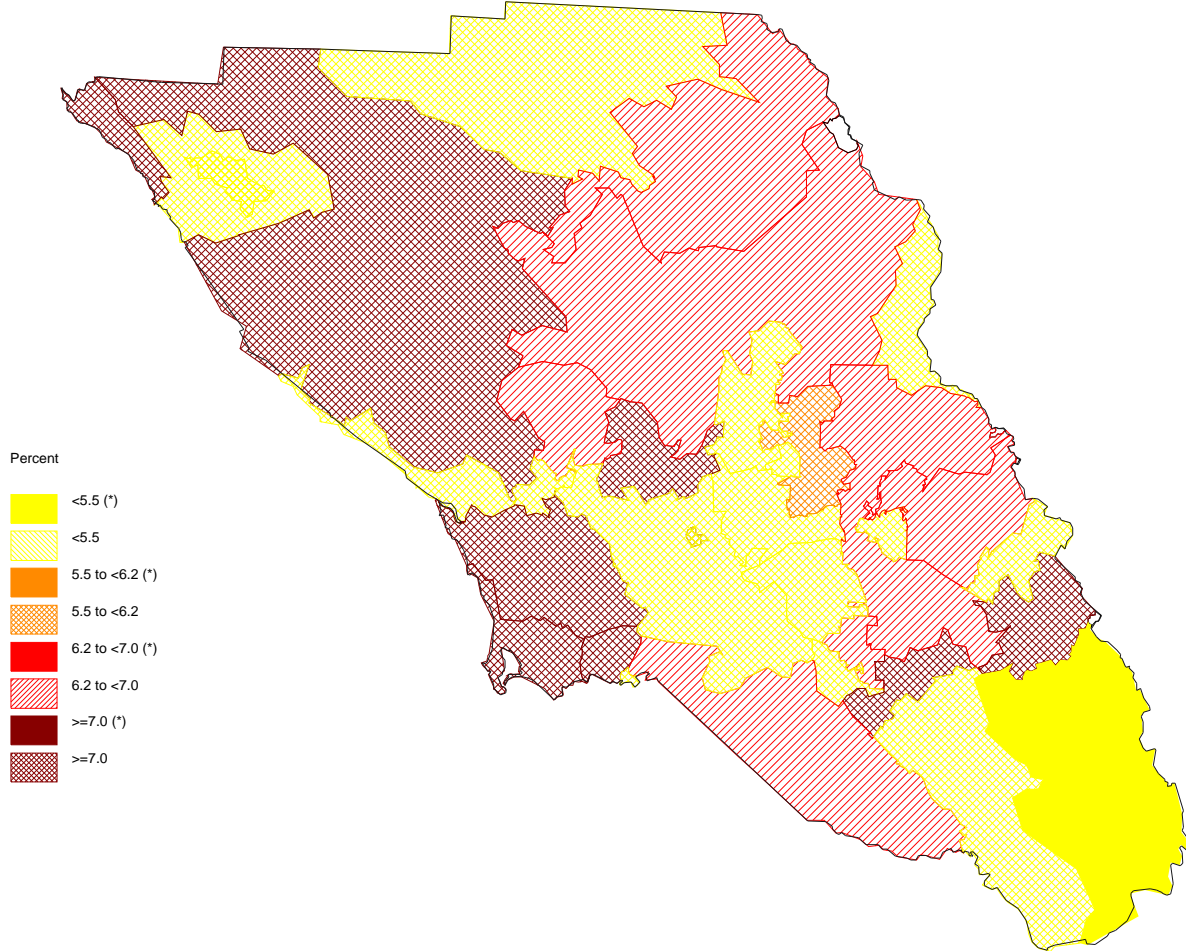 Percent
<5.5 (*)
<5.5
5.5 to <6.2 (*)
5.5 to <6.2
6.2 to <7.0 (*)
6.2 to <7.0
>=7.0 (*)
>=7.0